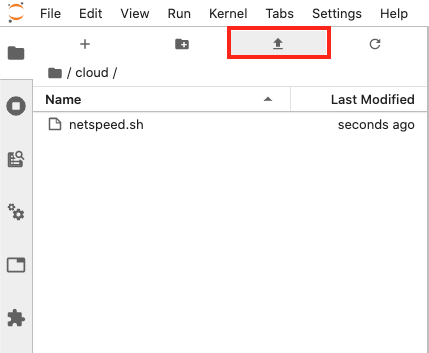 File Edit View Run Kernel Tabs Settings Help
/ cloud /
Name Last Modified
netspeed.sh seconds ago